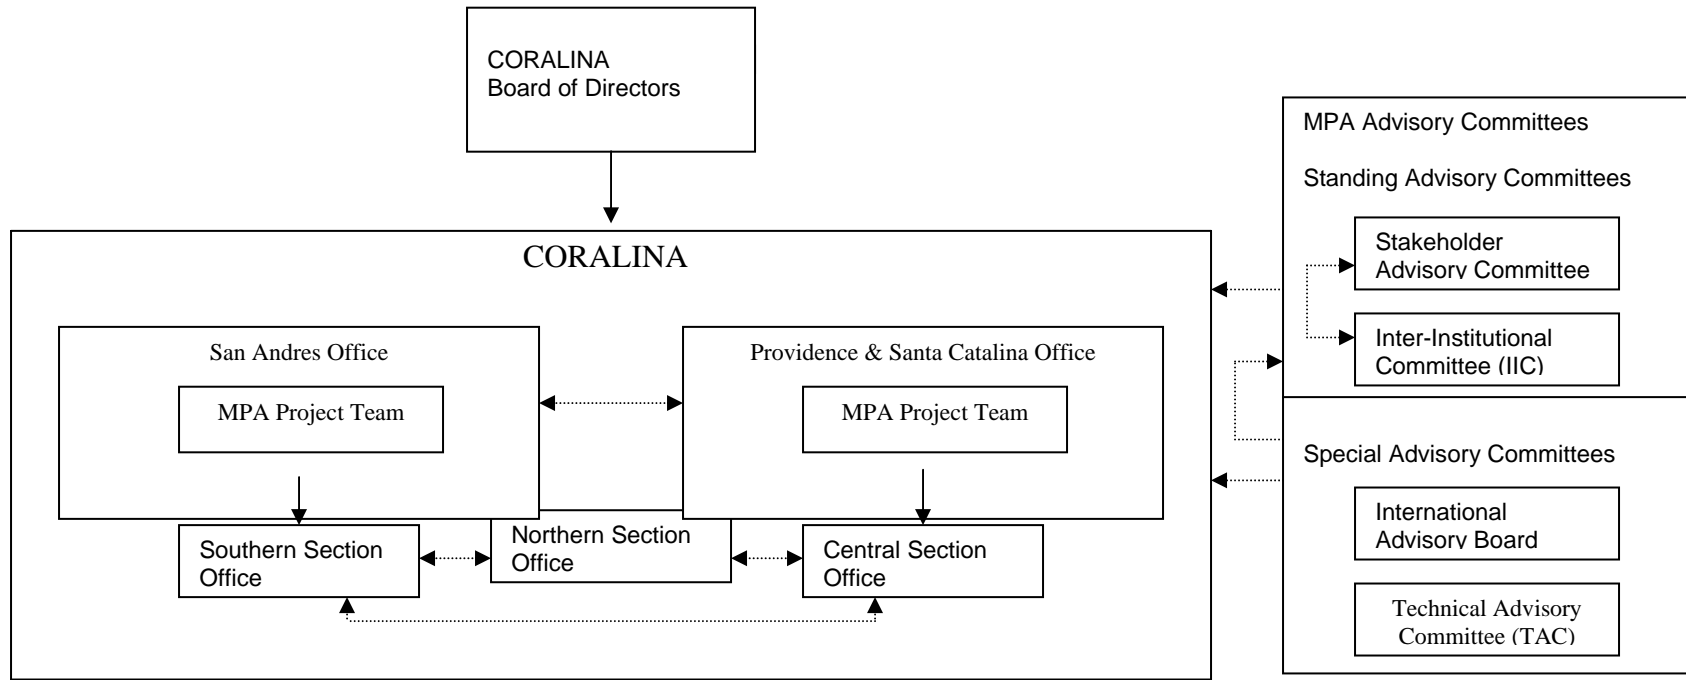 CORALINA
Board of Directors
CORALINA
San Andres Office
MPA Project Team
Providence & Santa Catalina Office
MPA Project Team
Southern Section
Office
Northern Section
Office
Central Section
Office
MPA Advisory Committees
Standing Advisory Committees
Stakeholder
Advisory Committee
Inter-Institutional
Committee (IIC)
Special Advisory Committees
International
Advisory Board
Technical Advisory
Committee (TAC)